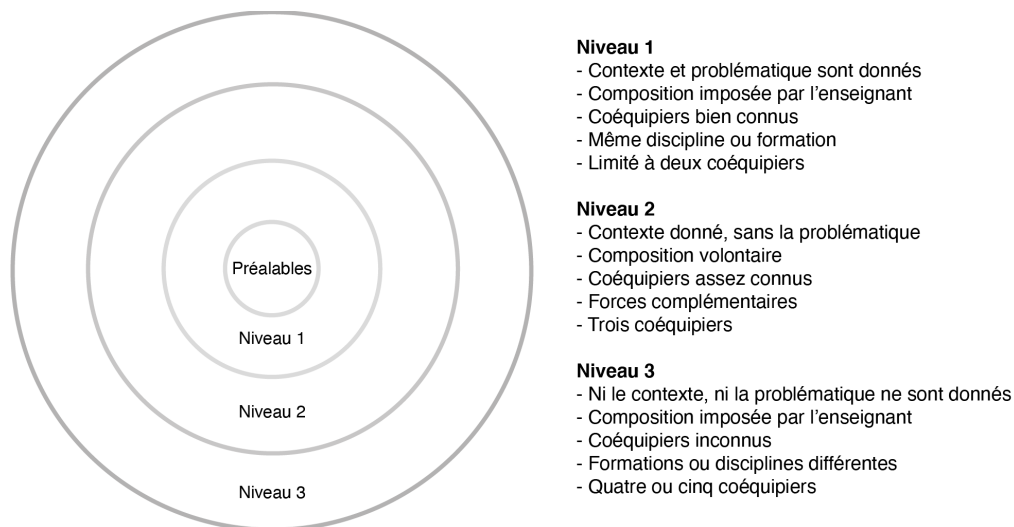 Préalables
Niveau 1
Niveau 2
Niveau 3
Niveau 1
- Contexte et problématique sont donnés
- Composition imposée par l'enseignant
- Coéquipiers bien connus
- Même discipline ou formation
- Limité à deux coéquipiers
Niveau 2
- Contexte donné, sans la problématique
- Composition volontaire
- Coéquipiers assez connus
- Forces complémentaires
- Trois coéquipiers
Niveau 3
- Ni le contexte, ni la problématique ne sont donnés
- Composition imposée par l'enseignant
- Coéquipiers inconnus
- Formations ou disciplines différentes
- Quatre ou cinq coéquipiers